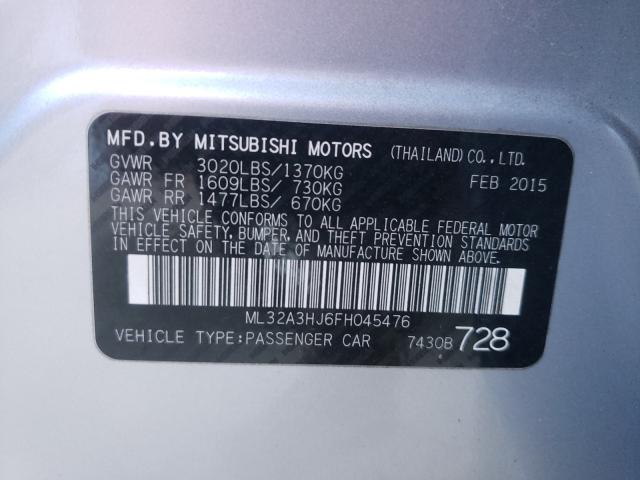 MFD.BY MITSUBISHI MOTORS (THAILAND)CO.,LTD.
GVWR 3020LBS/1370KG FEB 2015
GAWR FR 1609LBS/ 730KG
GAWR RR 1477LBS/ 670KG
THIS VEHICLE CONFORMS TO ALL APPLICABLE FEDERAL MOTOR
VEHICLE SAFETY, BUMPER, AND THEFT PREVENTION STANDARDS
IN EFFECT ON THE DATE OF MANUFACTURE SHOWN ABOVE.
ML32A3HJ6FH045476
VEHICLE TYPE:PASSENGER CAR 7430B 728